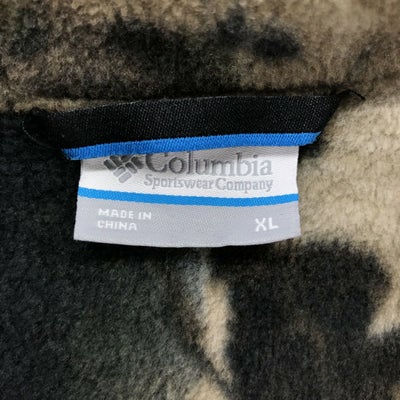 Columbia
Sportswear Company
MADE IN
CHINA
XL